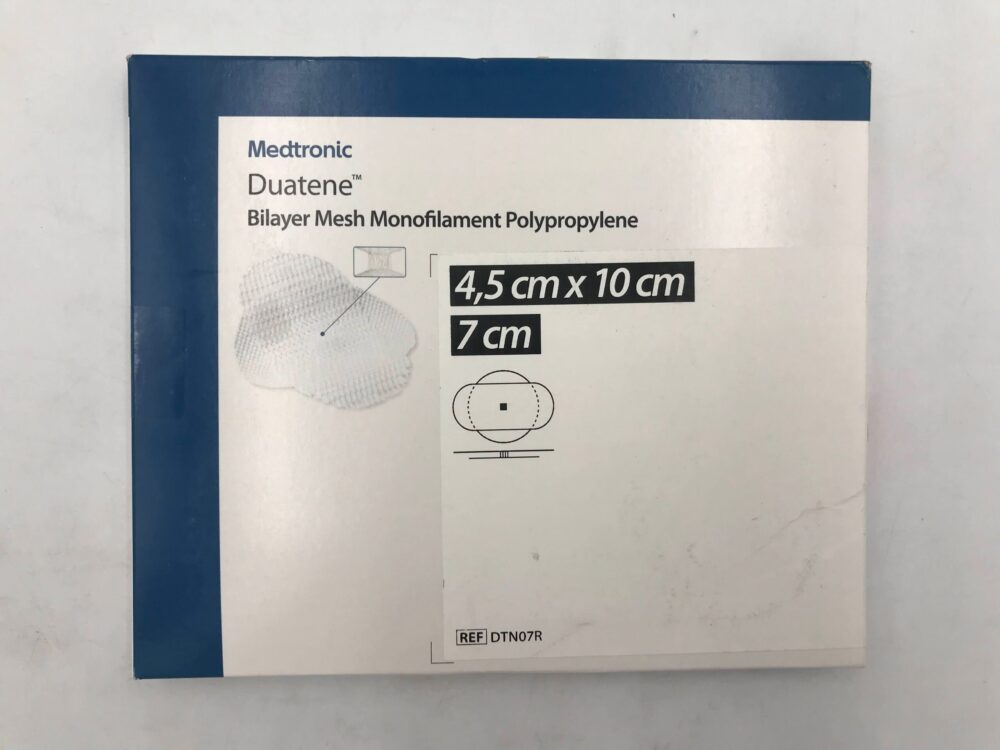 Medtronic
Duatene™
Bilayer Mesh Monofilament Polypropylene
4,5 cm x 10 cm
7 cm
REF DTN07R